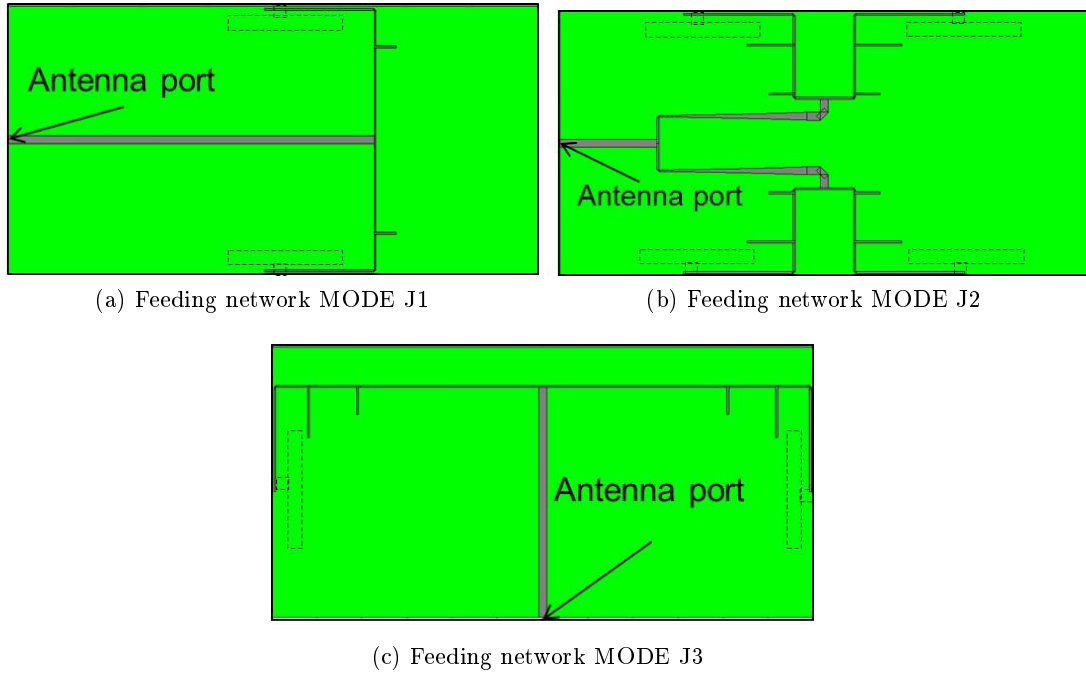 Antenna port
Antenna port
(a) Feeding network MODE J1
(b) Feeding network MODE J2
Antenna port
(c) Feeding network MODE J3